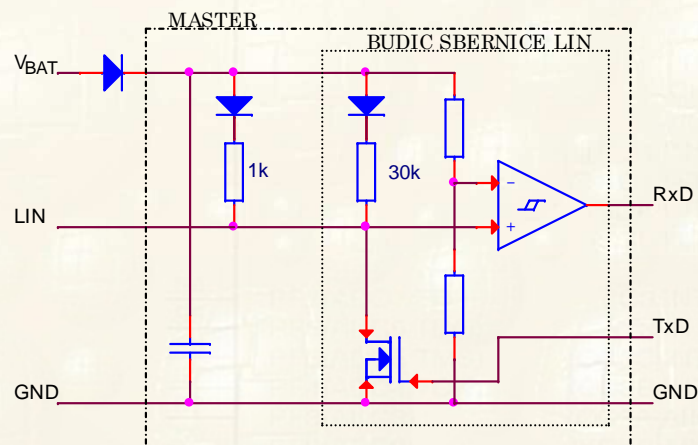 MASTER
BUDIC SBERNICE LIN
VBAT
1k
30k
−
+
LIN
RxD
TxD
GND
GND